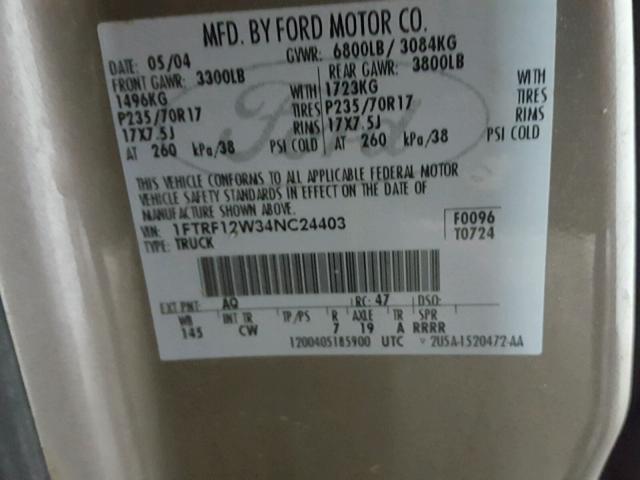 MFD. BY FORD MOTOR CO.
DATE: 05/04 GVWR: 6800LB/ 3084KG
FRONT GAWR: 3300LB REAR GAWR: 3800LB
1496KG WITH 1723KG WITH
P235/70R17 TIRES P235/70R17 TIRES
17X7.5J RIMS 17X7.5J RIMS
AT 260 kPa/38 PSI COLD AT 260 kPa/38 PSI COLD
THIS VEHICLE CONFORMS TO ALL APPLICABLE FEDERAL MOTOR
VEHICLE SAFETY STANDARDS IN EFFECT ON THE DATE OF
MANUFACTURE SHOWN ABOVE.
VIN: 1FTRF12W34NC24403 F0096
TYPE: TRUCK T0724
EXT PNT: AQ RC: 47 DSO:
WB INT TR TP/PS R AXLE TR SPR
145 CW 7 19 A RRRR
1200405185900 UTC 2U5A-1520472-AA
Ford